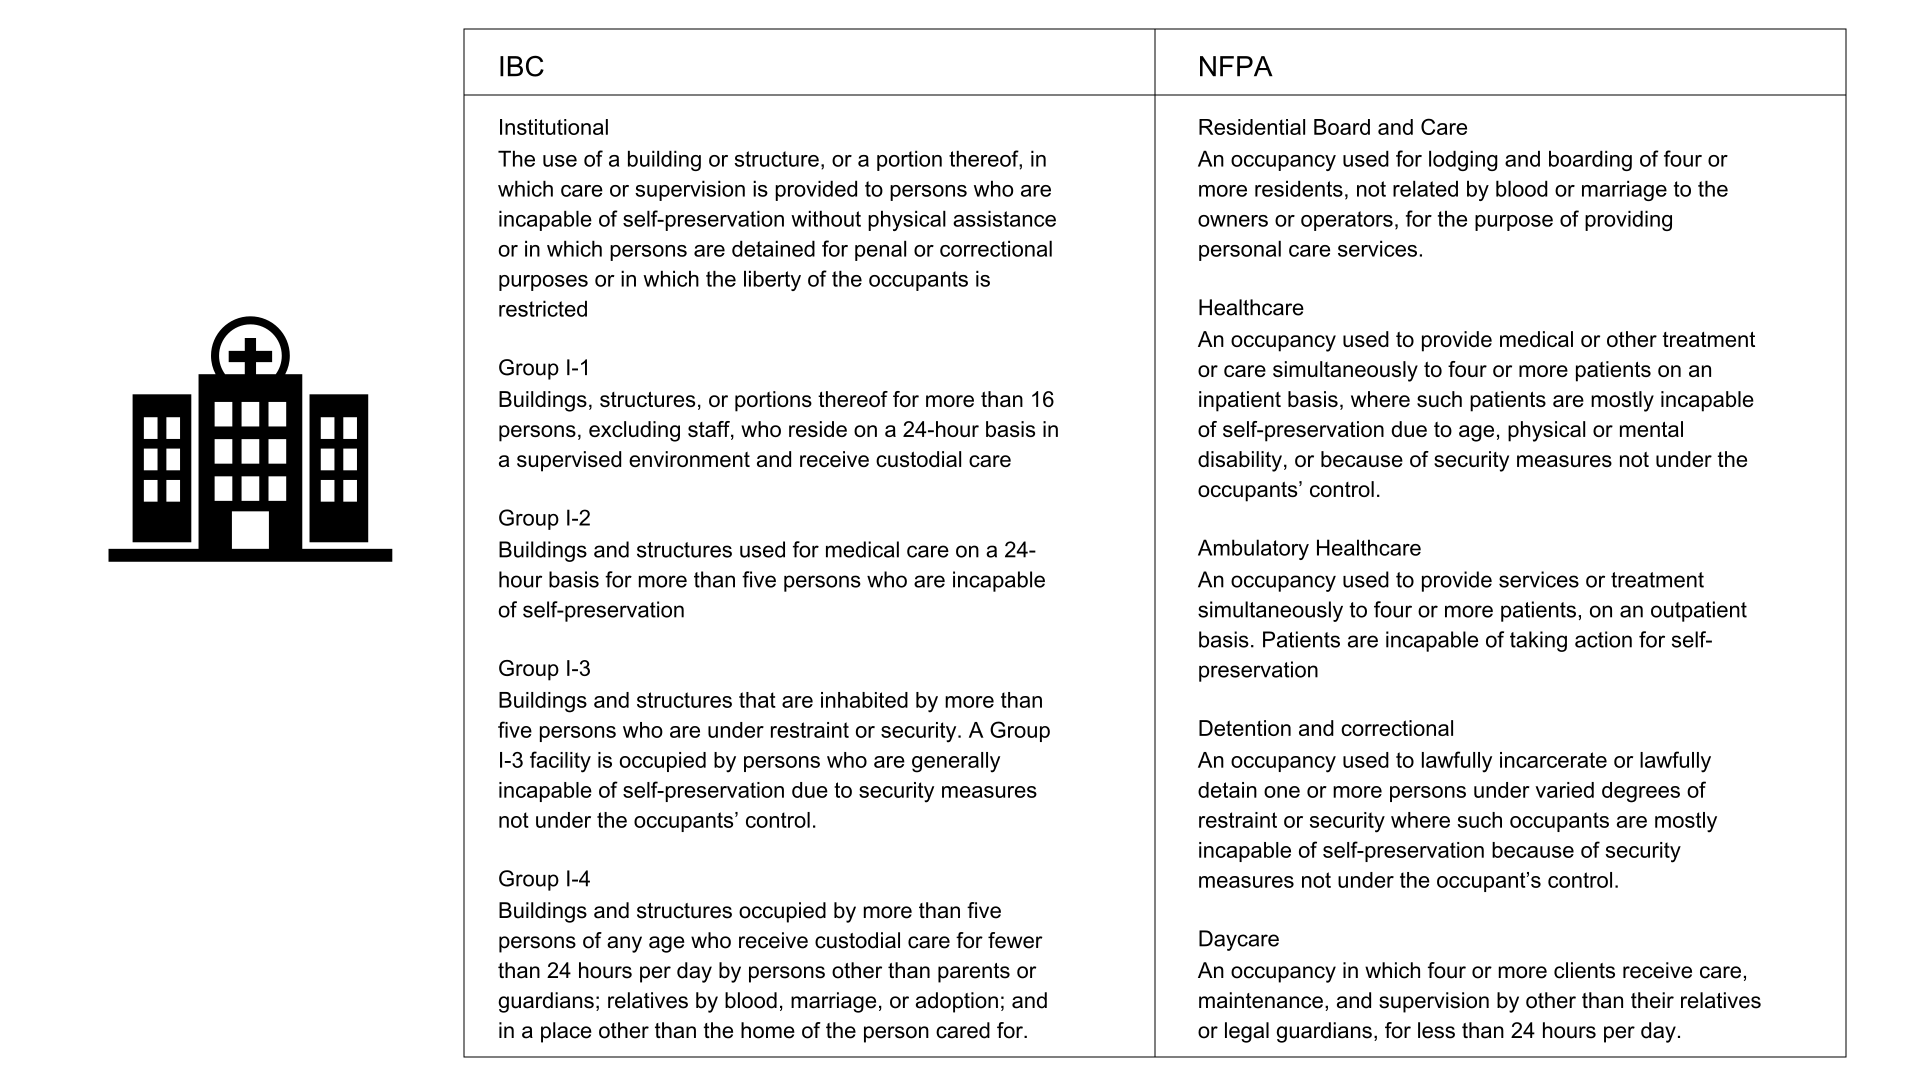 IBC
Institutional
The use of a building or structure, or a portion thereof, in
which care or supervision is provided to persons who are
incapable of self-preservation without physical assistance
or in which persons are detained for penal or correctional
purposes or in which the liberty of the occupants is
restricted
Group I-1
Buildings, structures, or portions thereof for more than 16
persons, excluding staff, who reside on a 24-hour basis in
a supervised environment and receive custodial care
Group I-2
Buildings and structures used for medical care on a 24-
hour basis for more than five persons who are incapable
of self-preservation
Group I-3
Buildings and structures that are inhabited by more than
five persons who are under restraint or security. A Group
I-3 facility is occupied by persons who are generally
incapable of self-preservation due to security measures
not under the occupants’ control.
Group I-4
Buildings and structures occupied by more than five
persons of any age who receive custodial care for fewer
than 24 hours per day by persons other than parents or
guardians; relatives by blood, marriage, or adoption; and
in a place other than the home of the person cared for.
NFPA
Residential Board and Care
An occupancy used for lodging and boarding of four or
more residents, not related by blood or marriage to the
owners or operators, for the purpose of providing
personal care services.
Healthcare
An occupancy used to provide medical or other treatment
or care simultaneously to four or more patients on an
inpatient basis, where such patients are mostly incapable
of self-preservation due to age, physical or mental
disability, or because of security measures not under the
occupants’ control.
Ambulatory Healthcare
An occupancy used to provide services or treatment
simultaneously to four or more patients, on an outpatient
basis. Patients are incapable of taking action for self-
preservation
Detention and correctional
An occupancy used to lawfully incarcerate or lawfully
detain one or more persons under varied degrees of
restraint or security where such occupants are mostly
incapable of self-preservation because of security
measures not under the occupant’s control.
Daycare
An occupancy in which four or more clients receive care,
maintenance, and supervision by other than their relatives
or legal guardians, for less than 24 hours per day.